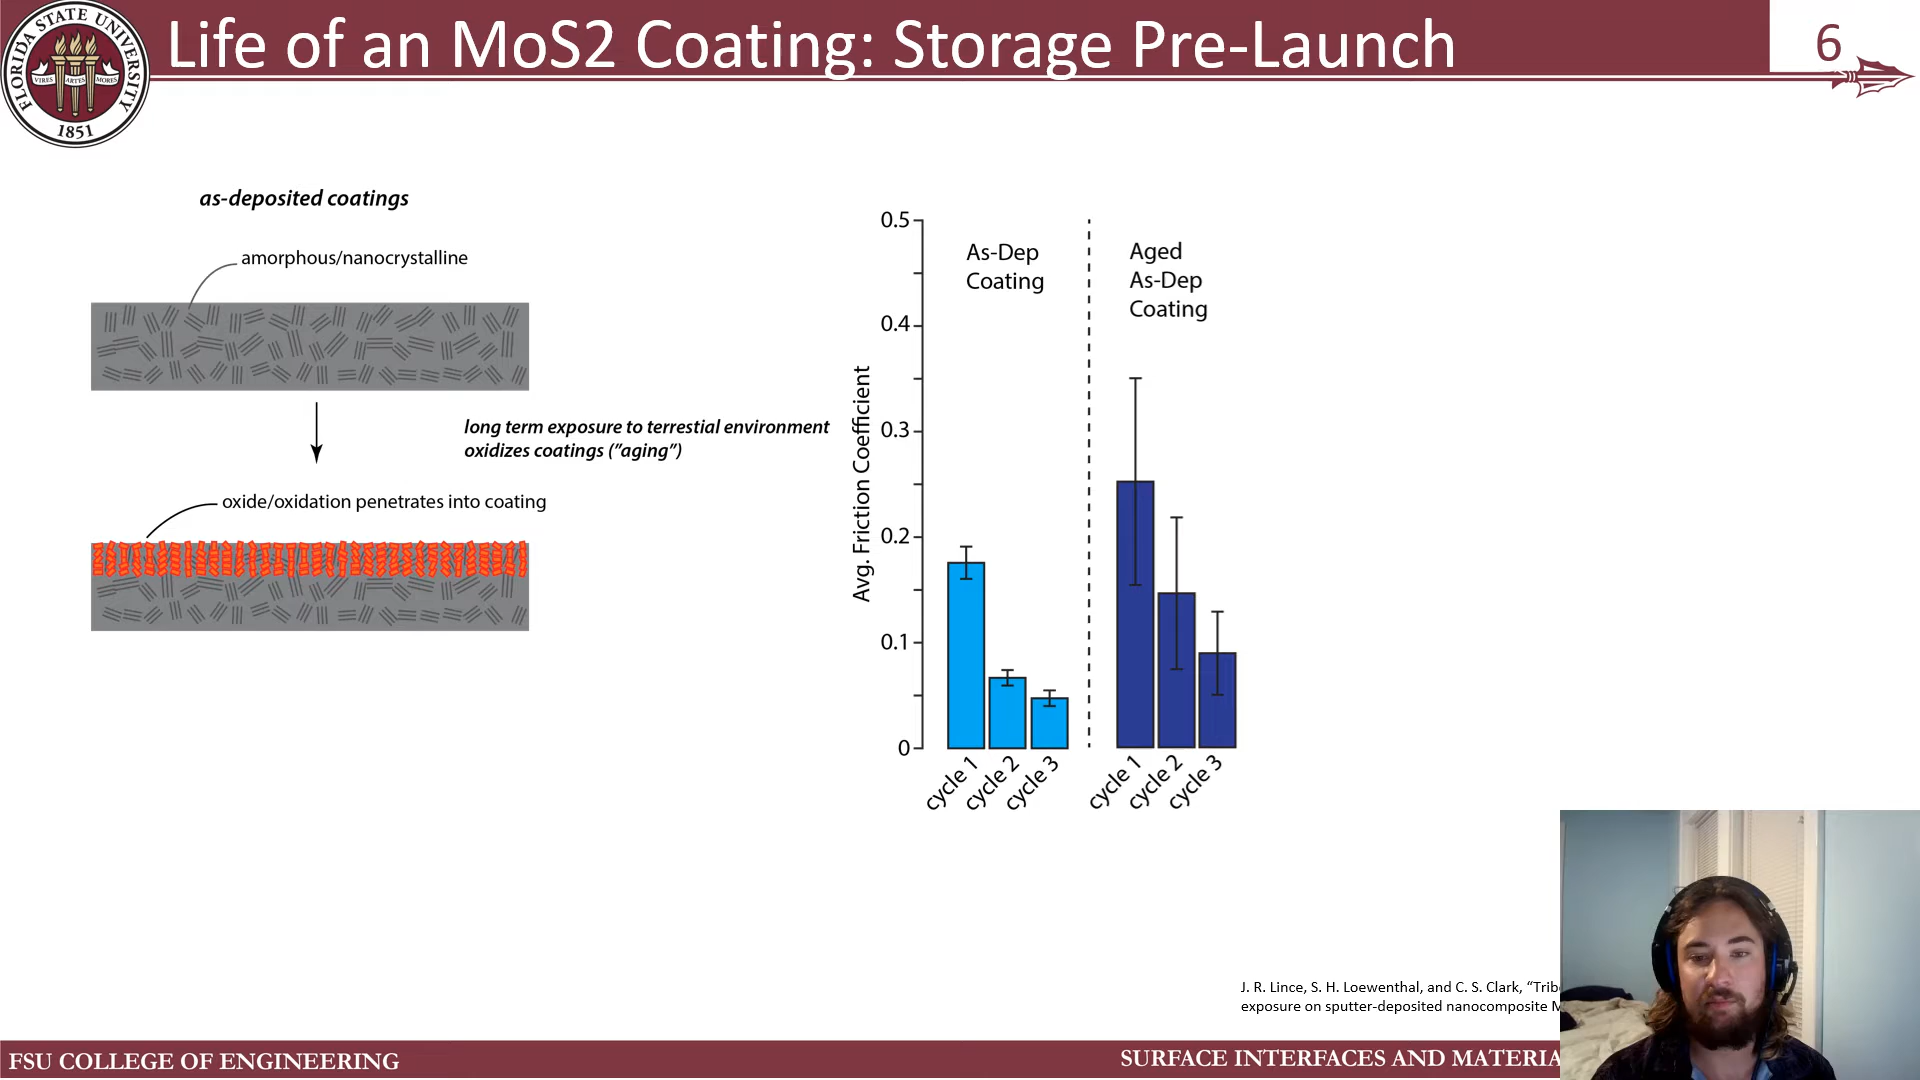 Life of an MoS2 Coating: Storage Pre-Launch
6
FLORIDA STATE UNIVERSITY
VIRES ARTES MORES
1851
as-deposited coatings
amorphous/nanocrystalline
long term exposure to terrestial environment
oxidizes coatings ("aging")
oxide/oxidation penetrates into coating
Avg. Friction Coefficient
0.5
0.4
0.3
0.2
0.1
0
As-Dep
Coating
Aged
As-Dep
Coating
cycle 1
cycle 2
cycle 3
cycle 1
cycle 2
cycle 3
J. R. Lince, S. H. Loewenthal, and C. S. Clark, "
exposure on sputter-deposited nanocomposite
FSU COLLEGE OF ENGINEERING
SURFACE INTERFACES AND